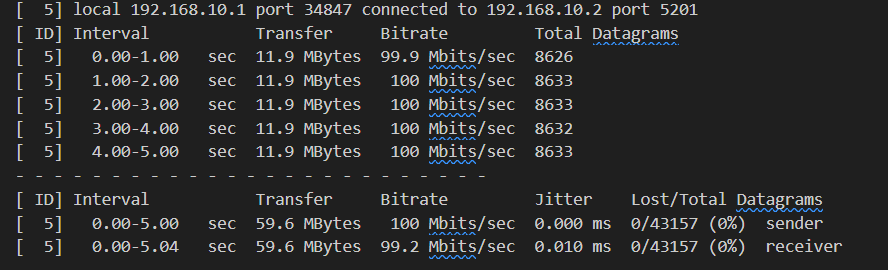 [  5] local 192.168.10.1 port 34847 connected to 192.168.10.2 port 5201
[ ID] Interval           Transfer     Bitrate         Total Datagrams
[  5]   0.00-1.00   sec  11.9 MBytes  99.9 Mbits/sec  8626
[  5]   1.00-2.00   sec  11.9 MBytes   100 Mbits/sec  8633
[  5]   2.00-3.00   sec  11.9 MBytes   100 Mbits/sec  8633
[  5]   3.00-4.00   sec  11.9 MBytes   100 Mbits/sec  8632
[  5]   4.00-5.00   sec  11.9 MBytes   100 Mbits/sec  8633
- - - - - - - - - - - - - - - - - - - - - - - - -
[ ID] Interval           Transfer     Bitrate         Jitter    Lost/Total Datagrams
[  5]   0.00-5.00   sec  59.6 MBytes   100 Mbits/sec  0.000 ms  0/43157 (0%)  sender
[  5]   0.00-5.04   sec  59.6 MBytes  99.2 Mbits/sec  0.010 ms  0/43157 (0%)  receiver